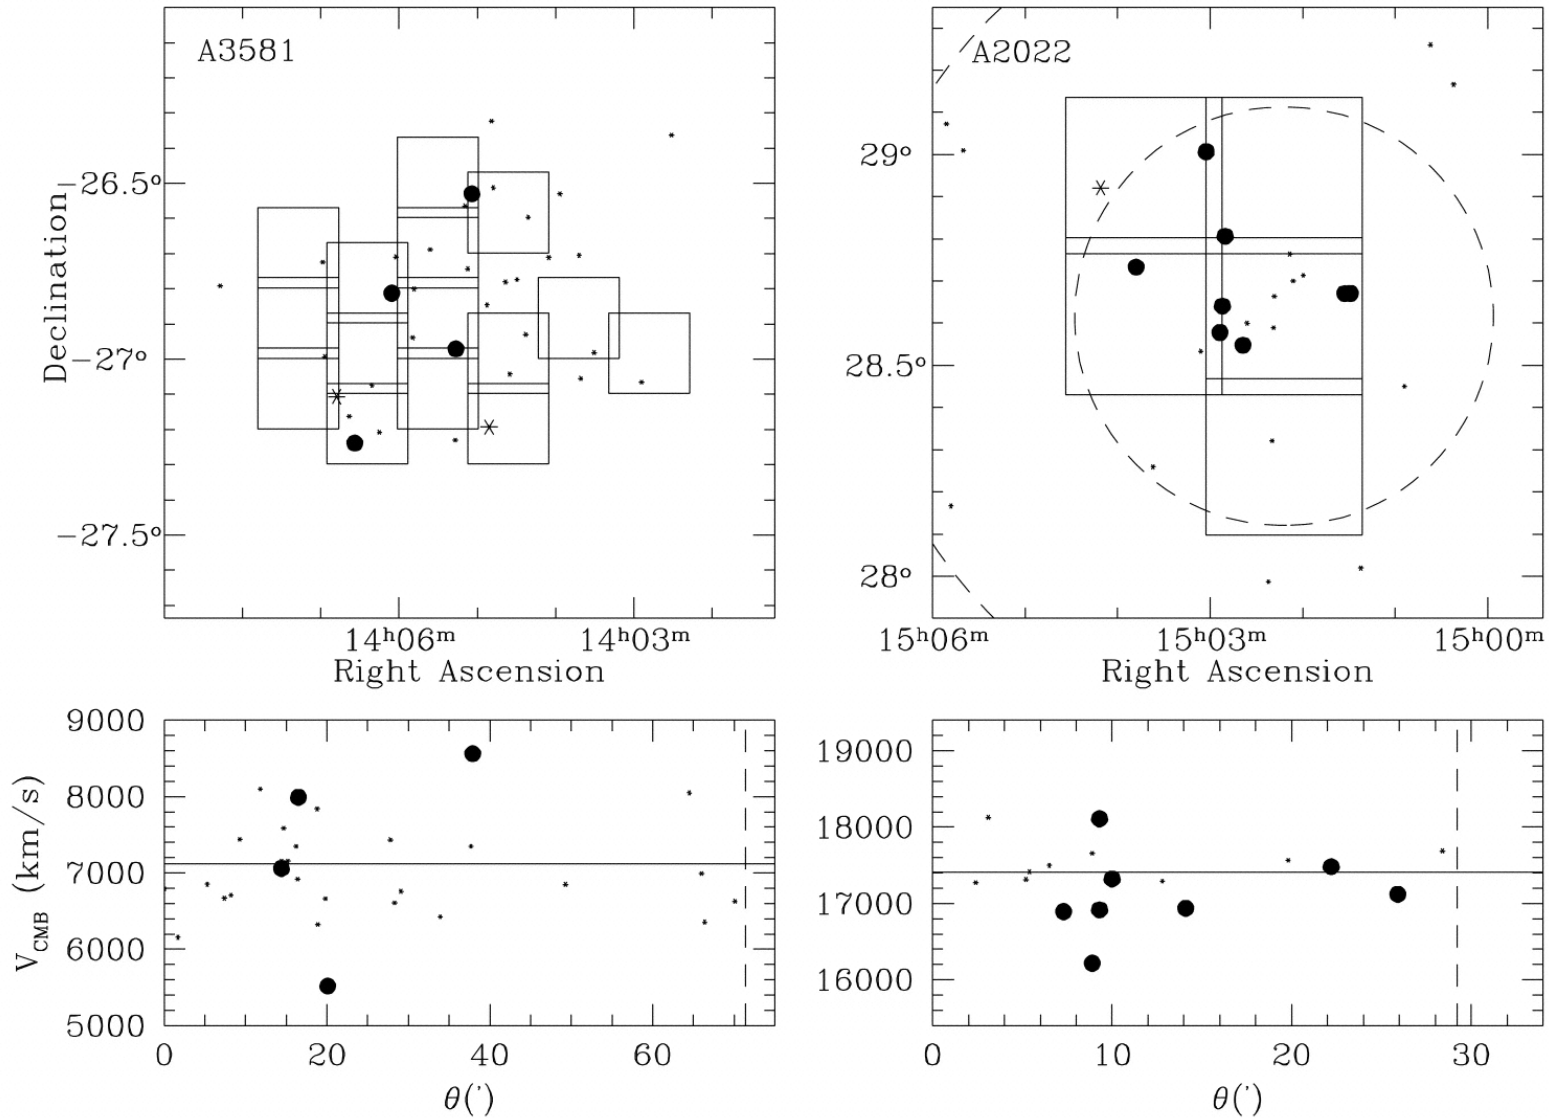 A3581
Declination
-26.5°
-27°
-27.5°
14ʰ06ᵐ 14ʰ03ᵐ
Right Ascension
A2022
29°
28.5°
28°
15ʰ06ᵐ 15ʰ03ᵐ 15ʰ00ᵐ
Right Ascension
V_CMB (km/s)
9000
8000
7000
6000
5000
0 20 40 60
θ(')
19000
18000
17000
16000
0 10 20 30
θ(')